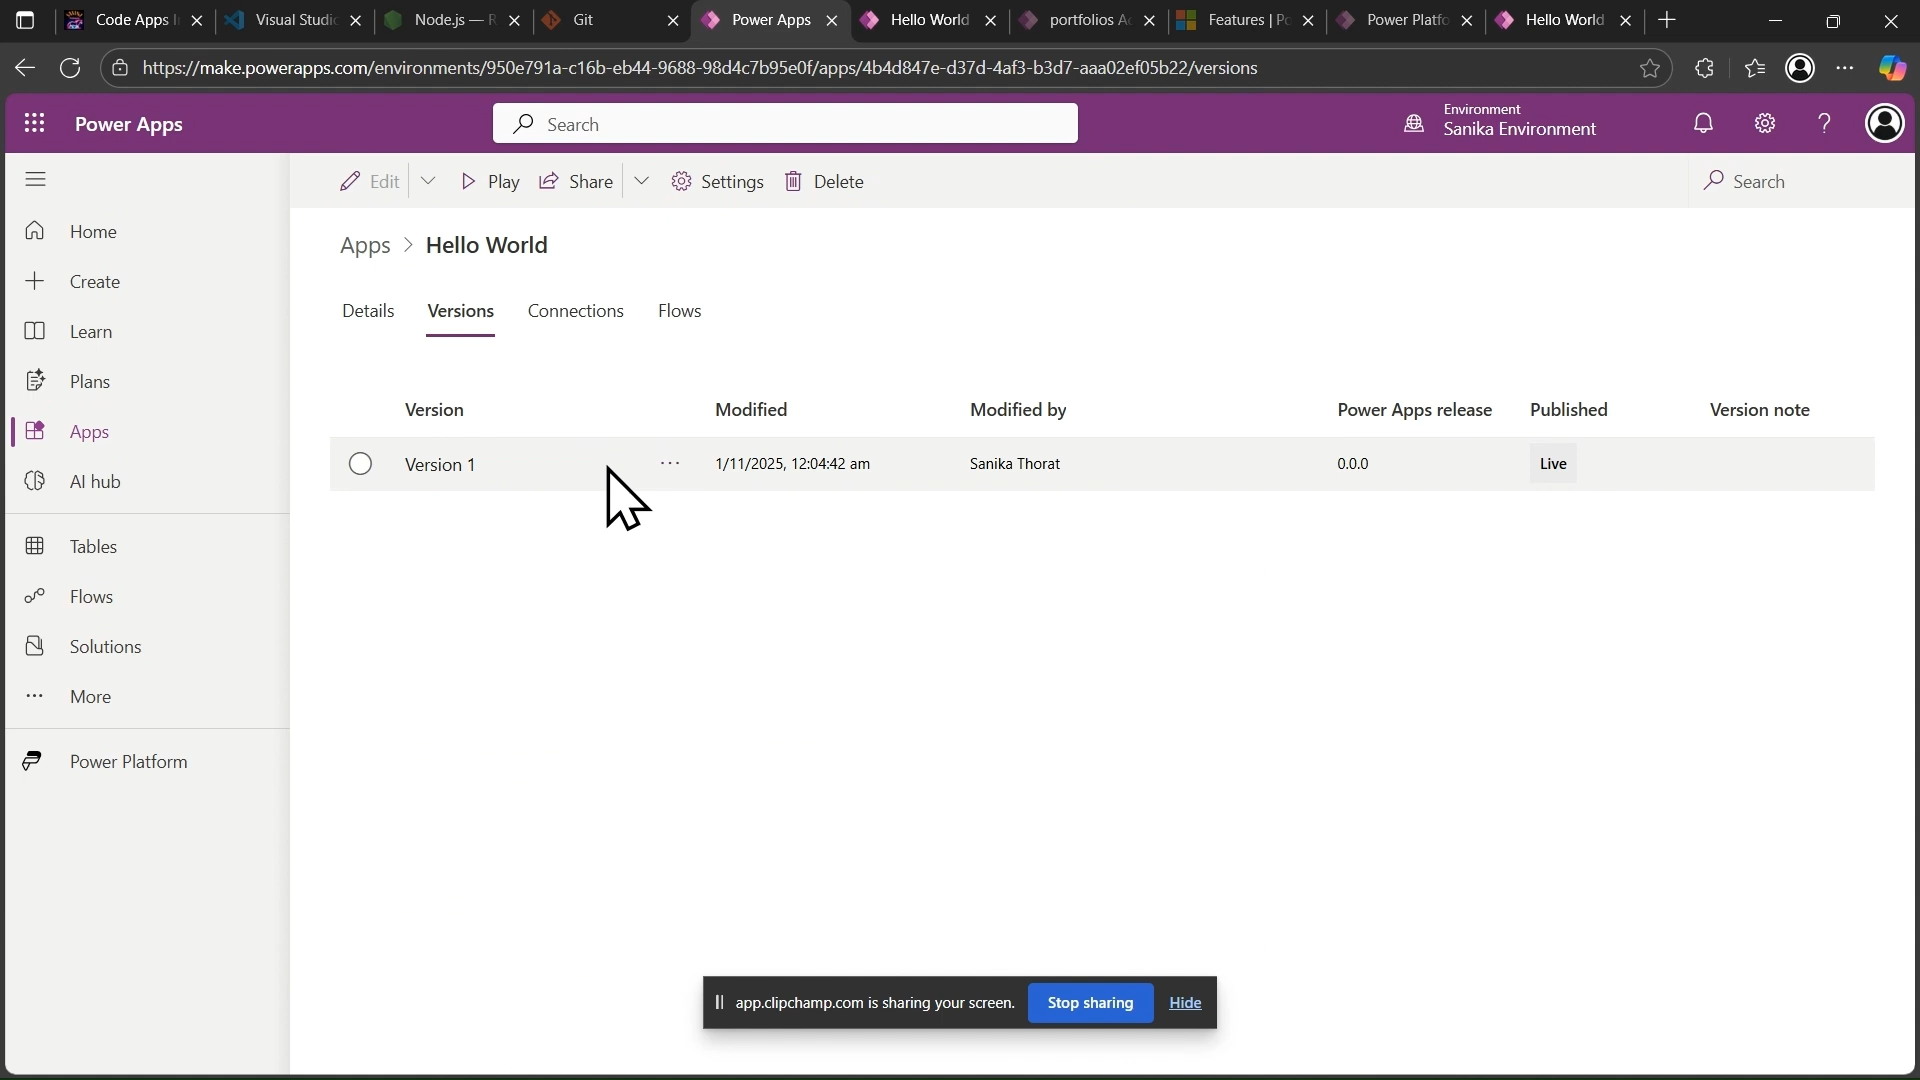 Code Apps
Visual Studi
Node.js — R
Git
Power Apps
Hello World
portfolios
Features | P
Power Platfo
Hello World
https://make.powerapps.com/environments/950e791a-c16b-eb44-9688-98d4c7b95e0f/apps/4b4d847e-d37d-4af3-b3d7-aaa02ef05b22/versions
Power Apps
Search
Environment
Sanika Environment
Edit
Play
Share
Settings
Delete
Search
Home
Create
Learn
Plans
Apps
AI hub
Tables
Flows
Solutions
More
Power Platform
Apps > Hello World
Details Versions Connections Flows
Version Modified Modified by Power Apps release Published Version note
Version 1 ... 1/11/2025, 12:04:42 am Sanika Thorat 0.0.0 Live
app.clipchamp.com is sharing your screen. Stop sharing Hide